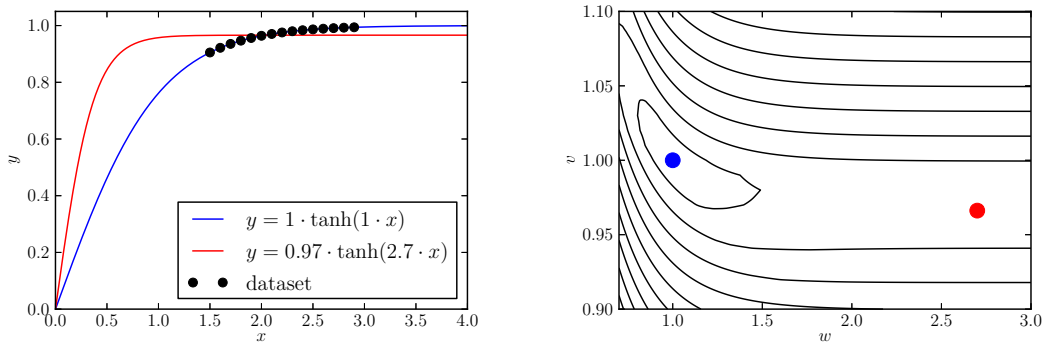 1.0
0.8
0.6
0.4
0.2
0.0
y
y = 1 · tanh(1 · x)
y = 0.97 · tanh(2.7 · x)
dataset
0.0 0.5 1.0 1.5 2.0 2.5 3.0 3.5 4.0
x
1.10
1.05
1.00
0.95
0.90
v
1.0 1.5 2.0 2.5 3.0
w